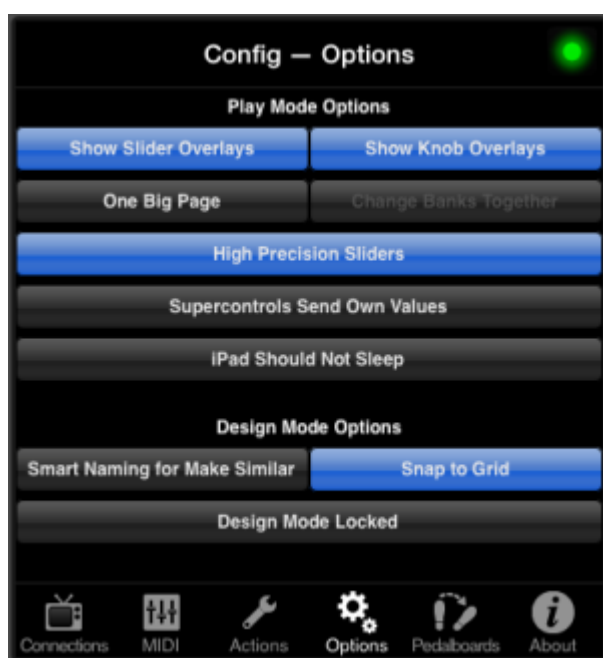 Config — Options
Play Mode Options
Show Slider Overlays Show Knob Overlays
One Big Page Change Banks Together
High Precision Sliders
Supercontrols Send Own Values
iPad Should Not Sleep
Design Mode Options
Smart Naming for Make Similar Snap to Grid
Design Mode Locked
Connections MIDI Actions Options Pedalboards About